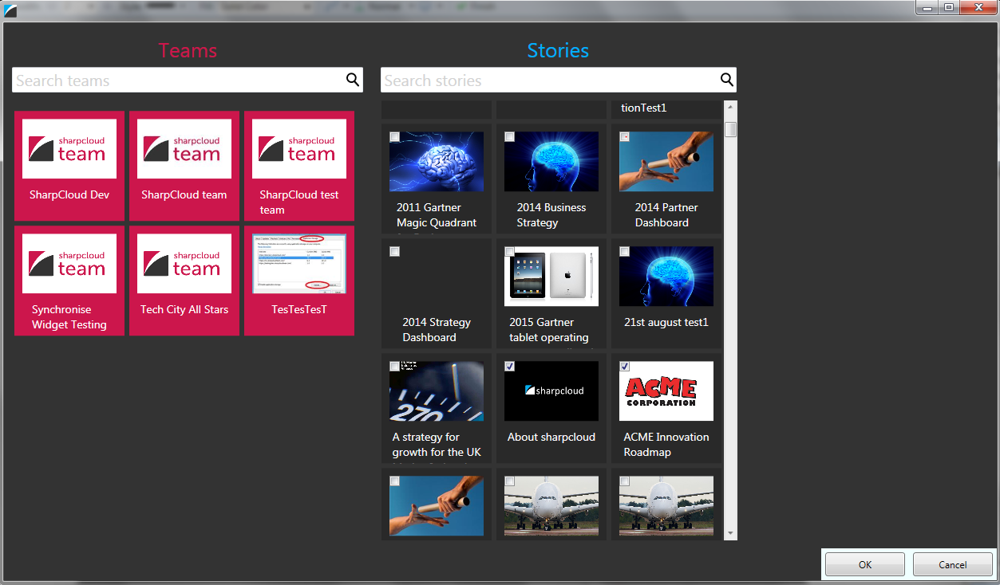 Teams
Stories
Search teams
Search stories
tionTest1
sharpcloud
team
sharpcloud
team
sharpcloud
team
SharpCloud Dev
SharpCloud team
SharpCloud test
team
2011 Gartner
Magic Quadrant
2014 Business
Strategy
2014 Partner
Dashboard
sharpcloud
team
sharpcloud
team
Synchronise
Widget Testing
Tech City All Stars
TesTesTesT
2014 Strategy
Dashboard
2015 Gartner
tablet operating
21st august test1
270
sharpcloud
ACME
CORPORATION
A strategy for
growth for the UK
About sharpcloud
ACME Innovation
Roadmap
OK
Cancel